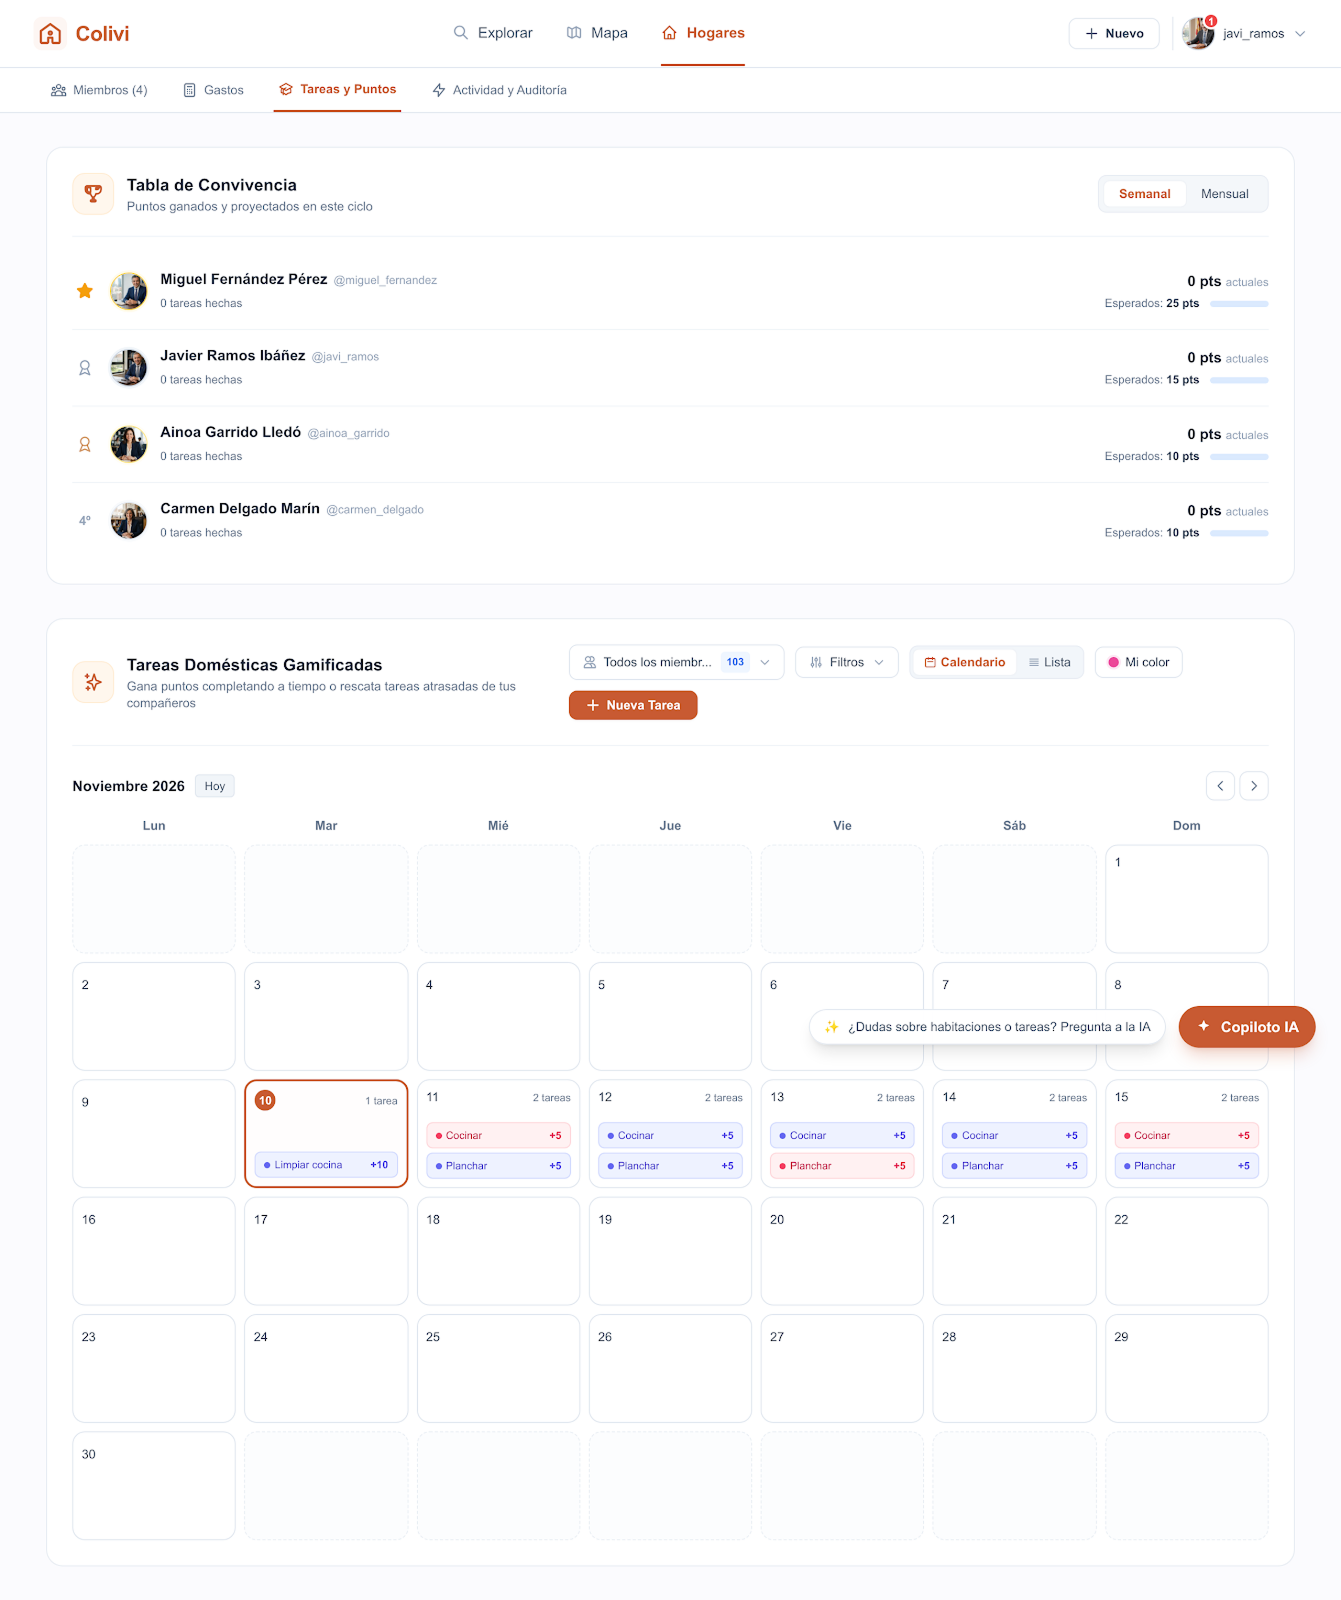 Colivi
Explorar
Mapa
Hogares
Nuevo
1
javi_ramos
Miembros (4)
Gastos
Tareas y Puntos
Actividad y Auditoría
Tabla de Convivencia
Puntos ganados y proyectados en este ciclo
Semanal
Mensual
Miguel Fernández Pérez @miguel_fernandez
0 tareas hechas
0 pts actuales
Esperados: 25 pts
Javier Ramos Ibáñez @javi_ramos
0 tareas hechas
0 pts actuales
Esperados: 15 pts
Ainoa Garrido Lledó @ainoa_garrido
0 tareas hechas
0 pts actuales
Esperados: 10 pts
4º
Carmen Delgado Marín @carmen_delgado
0 tareas hechas
0 pts actuales
Esperados: 10 pts
Tareas Domésticas Gamificadas
Gana puntos completando a tiempo o rescata tareas atrasadas de tus
compañeros
Todos los miembr... 103
Filtros
Calendario
Lista
Mi color
Nueva Tarea
Noviembre 2026
Hoy
Lun Mar Mié Jue Vie Sáb Dom
1
2 3 4 5 6 7 8
¿Dudas sobre habitaciones o tareas? Pregunta a la IA
Copiloto IA
9
10 1 tarea
Limpiar cocina +10
11 2 tareas
Cocinar +5
Planchar +5
12 2 tareas
Cocinar +5
Planchar +5
13 2 tareas
Cocinar +5
Planchar +5
14 2 tareas
Cocinar +5
Planchar +5
15 2 tareas
Cocinar +5
Planchar +5
16 17 18 19 20 21 22
23 24 25 26 27 28 29
30